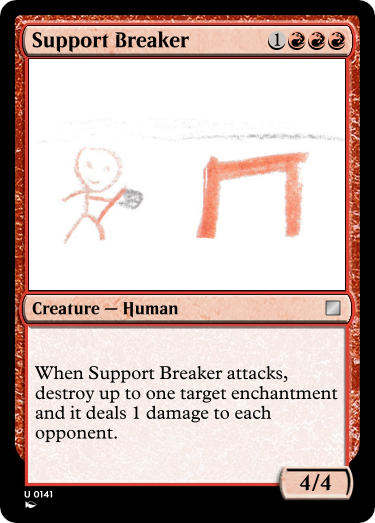 Support Breaker 1
Creature — Human
When Support Breaker attacks,
destroy up to one target enchantment
and it deals 1 damage to each
opponent.
4/4
U 0141